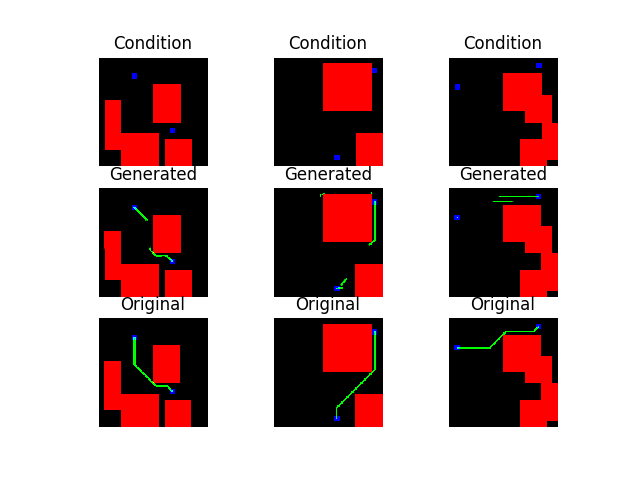 Condition Condition Condition
Generated Generated Generated
Original Original Original